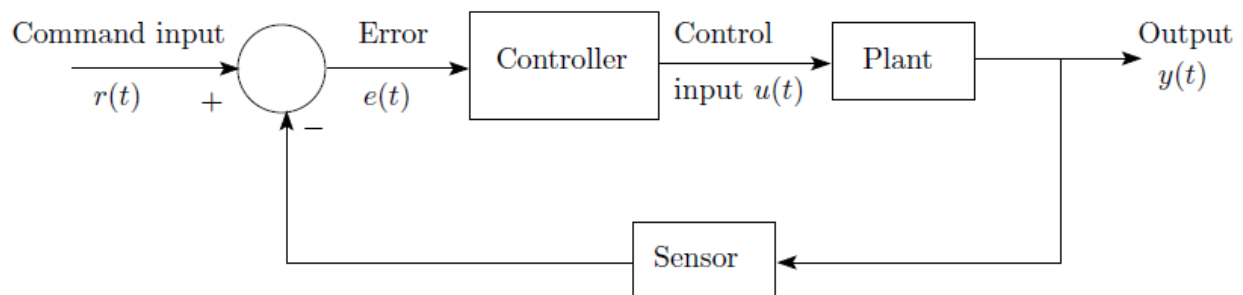 Command input
r(t)
+
−
Error
e(t)
Controller
Control
input u(t)
Plant
Output
y(t)
Sensor